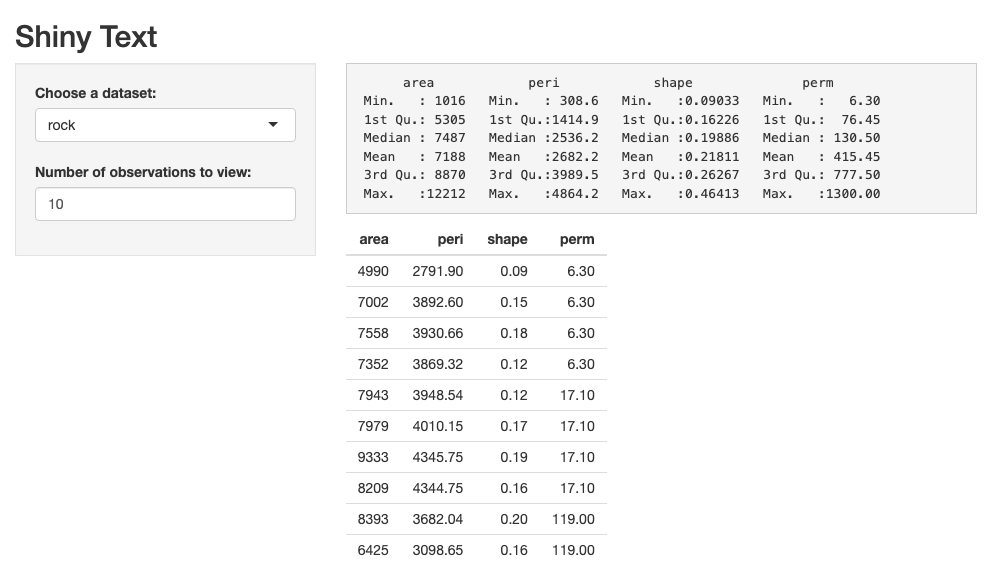 Shiny Text
Choose a dataset:
rock
Number of observations to view:
10
area peri shape perm
Min. : 1016 Min. : 308.6 Min. :0.09033 Min. : 6.30
1st Qu.: 5305 1st Qu.:1414.9 1st Qu.:0.16226 1st Qu.: 76.45
Median : 7487 Median :2536.2 Median :0.19886 Median : 130.50
Mean : 7188 Mean :2682.2 Mean :0.21811 Mean : 415.45
3rd Qu.: 8870 3rd Qu.:3989.5 3rd Qu.:0.26267 3rd Qu.: 777.50
Max. :12212 Max. :4864.2 Max. :0.46413 Max. :1300.00
area peri shape perm
4990 2791.90 0.09 6.30
7002 3892.60 0.15 6.30
7558 3930.66 0.18 6.30
7352 3869.32 0.12 6.30
7943 3948.54 0.12 17.10
7979 4010.15 0.17 17.10
9333 4345.75 0.19 17.10
8209 4344.75 0.16 17.10
8393 3682.04 0.20 119.00
6425 3098.65 0.16 119.00